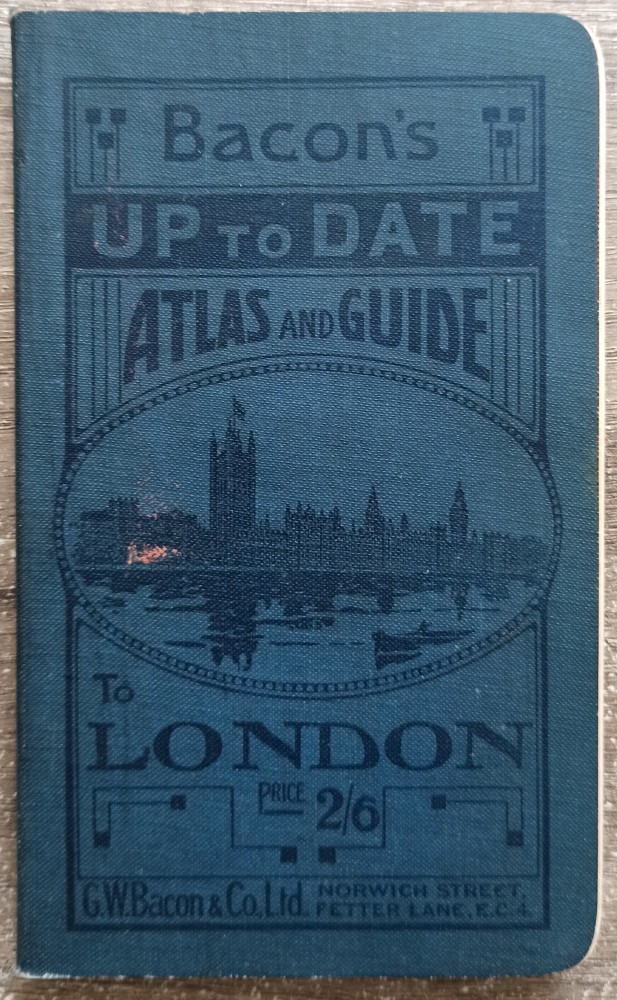 Bacon's
UP TO DATE
ATLAS AND GUIDE
To
LONDON
PRICE 2/6
G.W.Bacon & Co., Ltd. NORWICH STREET,
FETTER LANE, E.C.4.